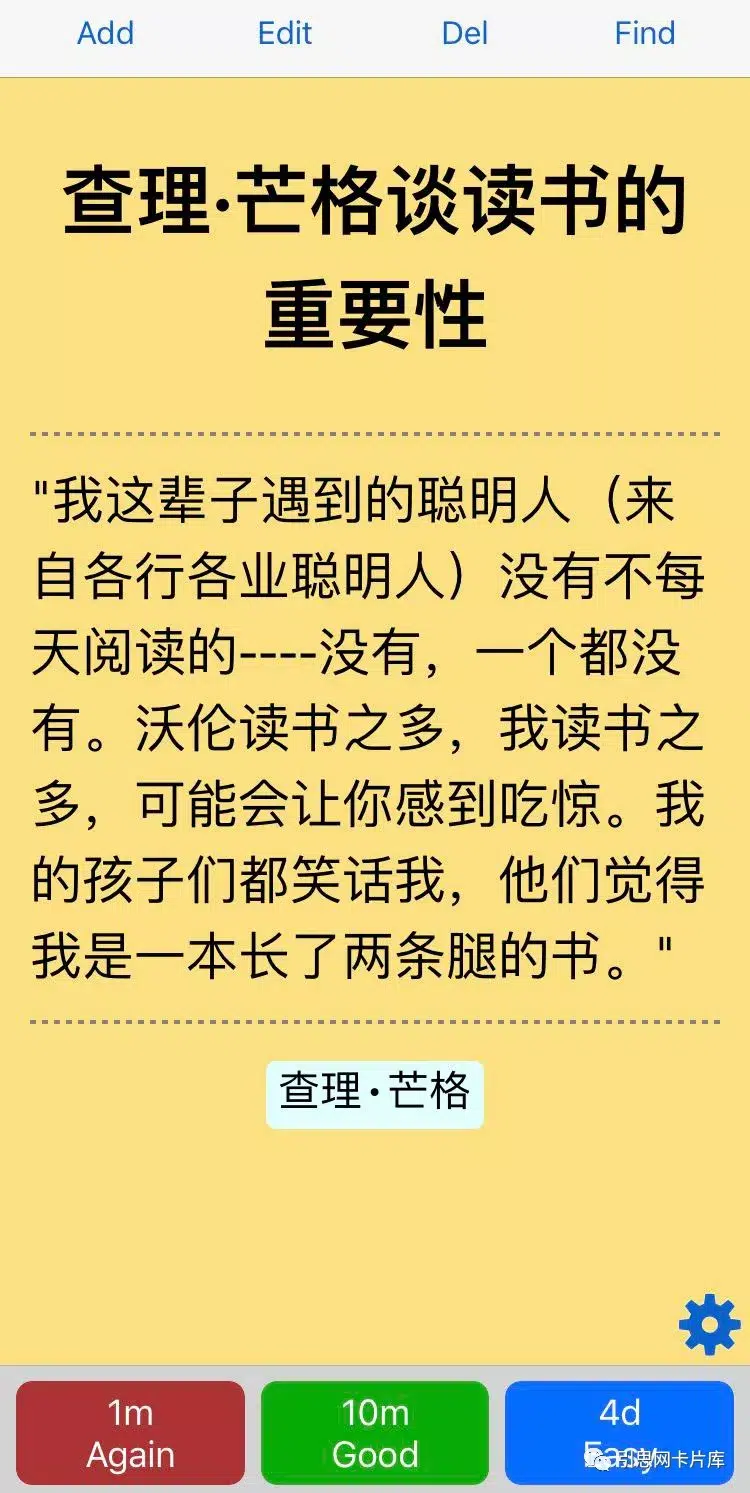 Add Edit Del Find
查理·芒格谈读书的
重要性
"我这辈子遇到的聪明人（来
自各行各业聪明人）没有不每
天阅读的----没有，一个都没
有。沃伦读书之多，我读书之
多，可能会让你感到吃惊。我
的孩子们都笑话我，他们觉得
我是一本长了两条腿的书。"
查理·芒格
1m 10m 4d
Again Good Easy
引思网卡片库